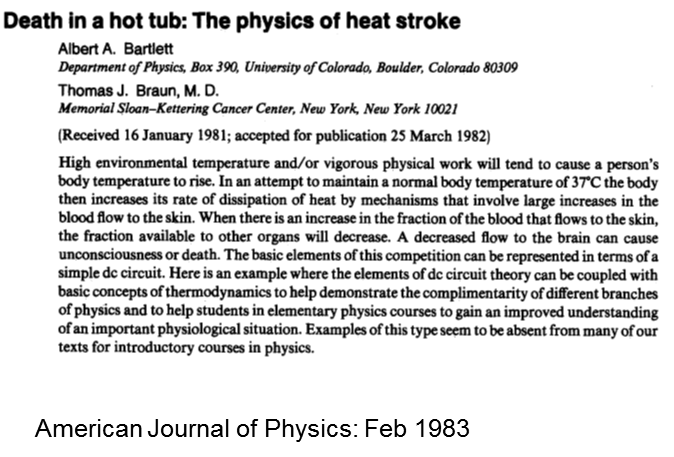 Death in a hot tub: The physics of heat stroke
Albert A. Bartlett
Department of Physics, Box 390, University of Colorado, Boulder, Colorado 80309
Thomas J. Braun, M. D.
Memorial Sloan–Kettering Cancer Center, New York, New York 10021
(Received 16 January 1981; accepted for publication 25 March 1982)
High environmental temperature and/or vigorous physical work will tend to cause a person's
body temperature to rise. In an attempt to maintain a normal body temperature of 37°C the body
then increases its rate of dissipation of heat by mechanisms that involve large increases in the
blood flow to the skin. When there is an increase in the fraction of the blood that flows to the skin,
the fraction available to other organs will decrease. A decreased flow to the brain can cause
unconsciousness or death. The basic elements of this competition can be represented in terms of a
simple dc circuit. Here is an example where the elements of dc circuit theory can be coupled with
basic concepts of thermodynamics to help demonstrate the complimentarity of different branches
of physics and to help students in elementary physics courses to gain an improved understanding
of an important physiological situation. Examples of this type seem to be absent from many of our
texts for introductory courses in physics.
American Journal of Physics: Feb 1983